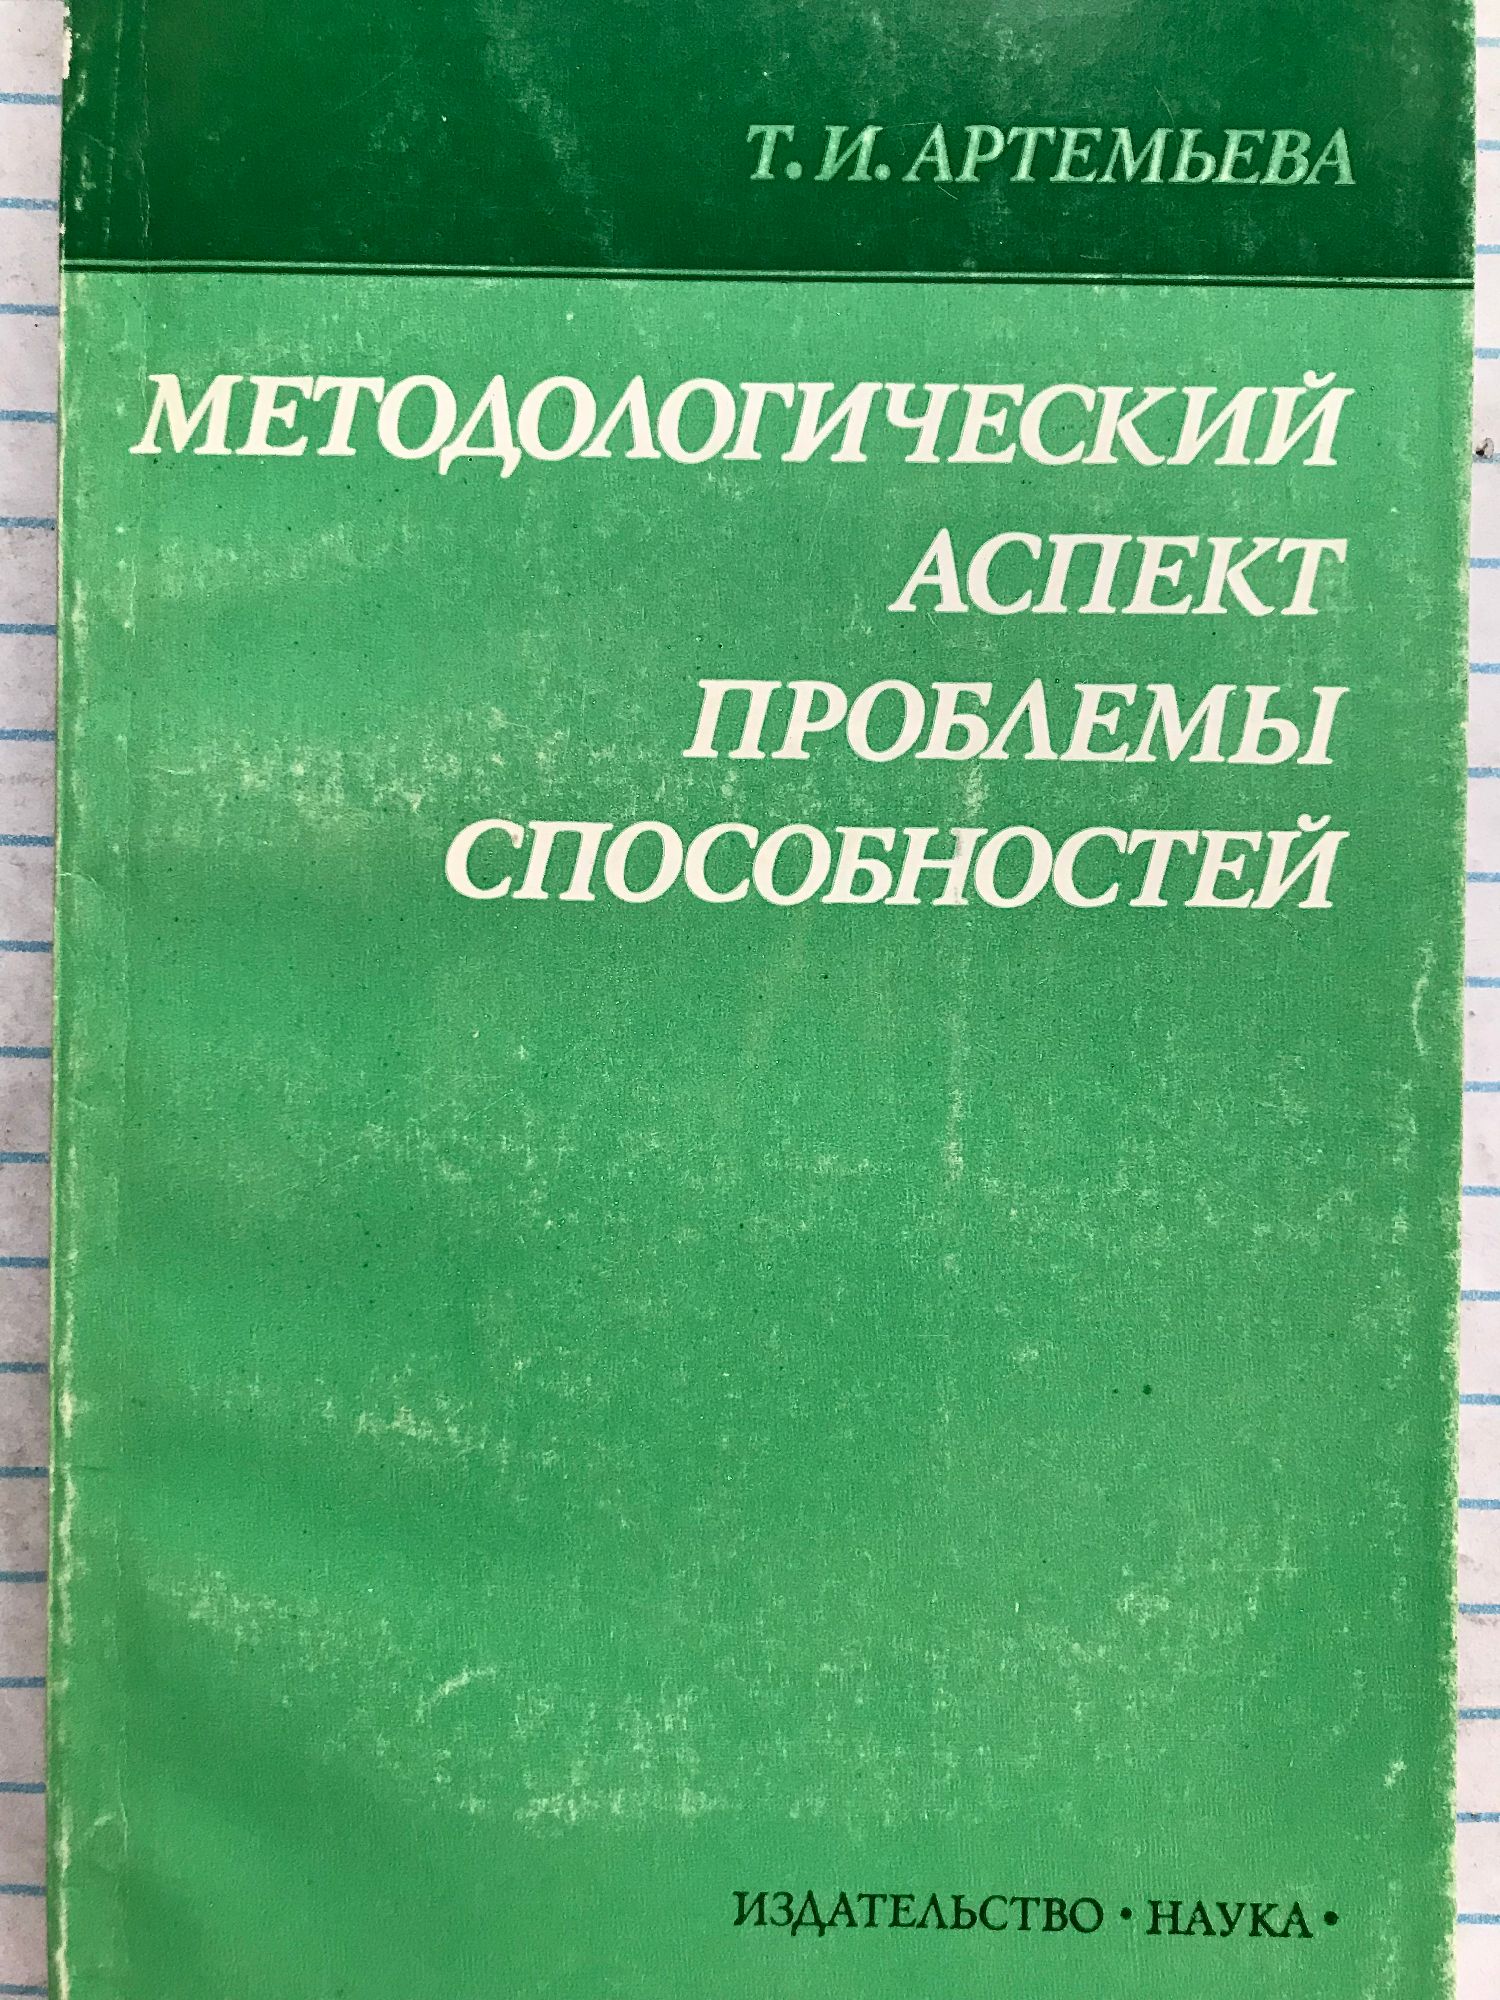 Т. И. АРТЕМЬЕВА
МЕТОДОЛОГИЧЕСКИЙ
АСПЕКТ
ПРОБЛЕМЫ
СПОСОБНОСТЕЙ
ИЗДАТЕЛЬСТВО • НАУКА •